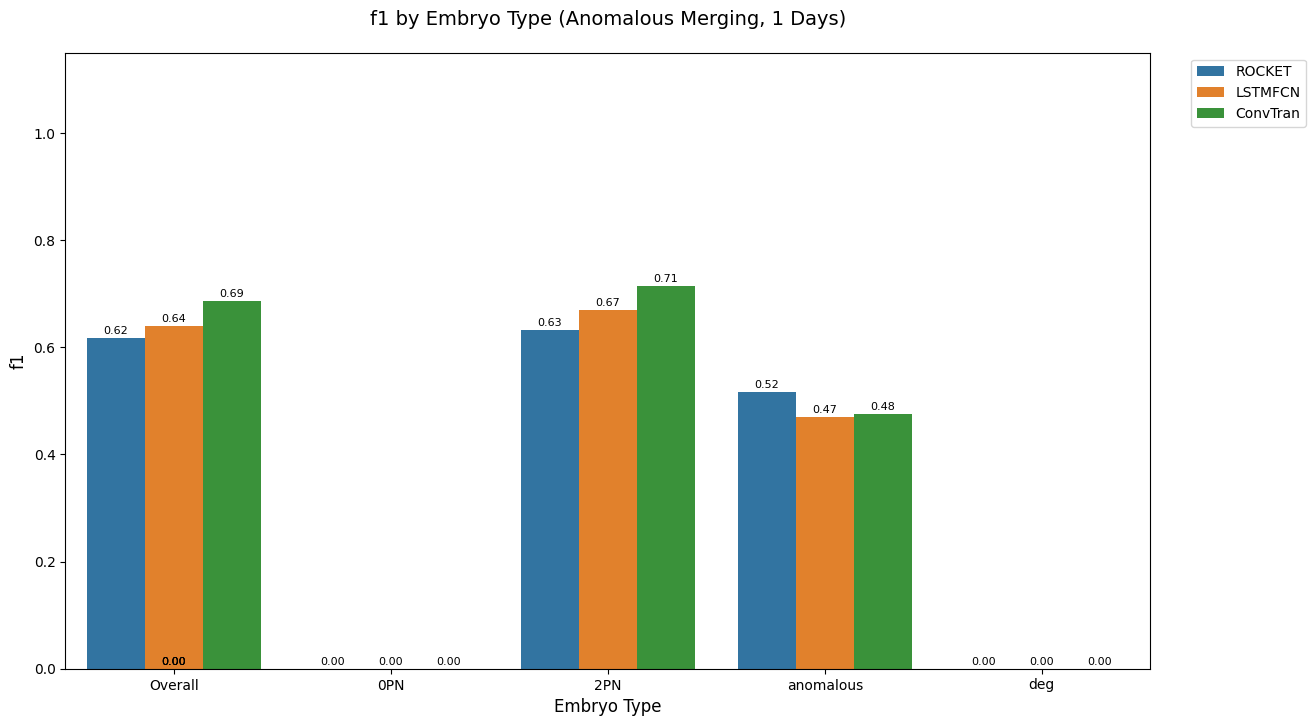 f1 by Embryo Type (Anomalous Merging, 1 Days)
ROCKET
LSTMFCN
ConvTran
f1
1.0
0.8
0.6
0.4
0.2
0.0
0.62
0.64
0.69
0.00
0.00 0.00 0.00
0.63
0.67
0.71
0.52
0.47
0.48
0.00 0.00 0.00
Overall 0PN 2PN anomalous deg
Embryo Type